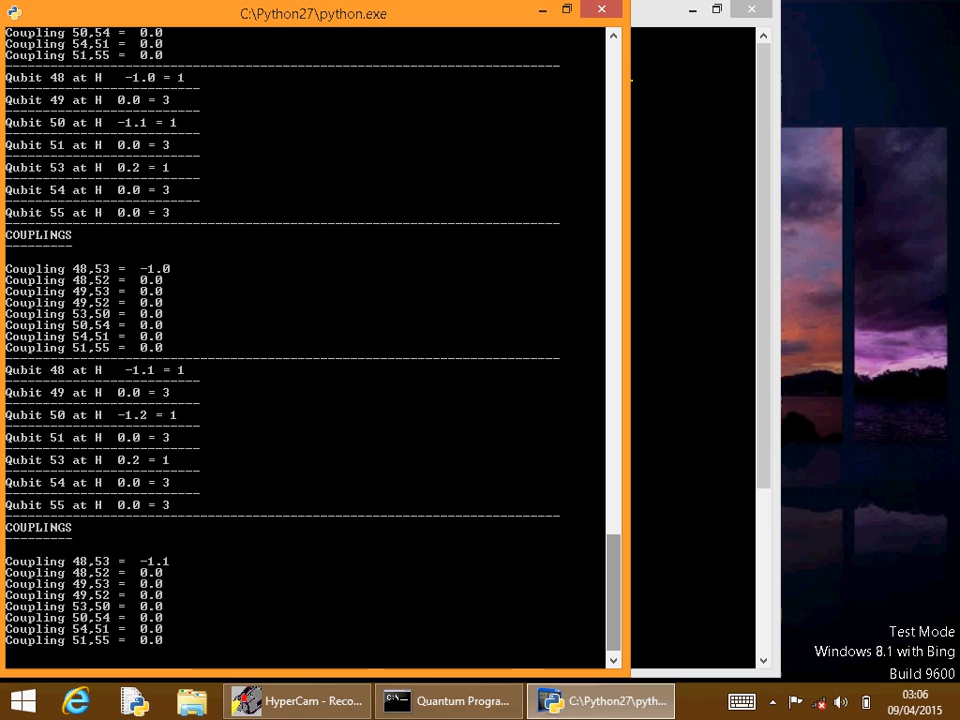 C:\Python27\python.exe
Coupling 50,54 =  0.0
Coupling 54,51 =  0.0
Coupling 51,55 =  0.0
---------------------------------------------------------------------------
Qubit 48 at H   -1.0 = 1
--------------------------
Qubit 49 at H  0.0 = 3
--------------------------
Qubit 50 at H  -1.1 = 1
--------------------------
Qubit 51 at H  0.0 = 3
--------------------------
Qubit 53 at H  0.2 = 1
--------------------------
Qubit 54 at H  0.0 = 3
--------------------------
Qubit 55 at H  0.0 = 3
---------------------------------------------------------------------------
COUPLINGS
---------
Coupling 48,53 =  -1.0
Coupling 48,52 =  0.0
Coupling 49,53 =  0.0
Coupling 49,52 =  0.0
Coupling 53,50 =  0.0
Coupling 50,54 =  0.0
Coupling 54,51 =  0.0
Coupling 51,55 =  0.0
---------------------------------------------------------------------------
Qubit 48 at H   -1.1 = 1
--------------------------
Qubit 49 at H  0.0 = 3
--------------------------
Qubit 50 at H  -1.2 = 1
--------------------------
Qubit 51 at H  0.0 = 3
--------------------------
Qubit 53 at H  0.2 = 1
--------------------------
Qubit 54 at H  0.0 = 3
--------------------------
Qubit 55 at H  0.0 = 3
---------------------------------------------------------------------------
COUPLINGS
---------
Coupling 48,53 =  -1.1
Coupling 48,52 =  0.0
Coupling 49,53 =  0.0
Coupling 49,52 =  0.0
Coupling 53,50 =  0.0
Coupling 50,54 =  0.0
Coupling 54,51 =  0.0
Coupling 51,55 =  0.0
Test Mode
Windows 8.1 with Bing
Build 9600
HyperCam - Reco...
Quantum Progra...
C:\Python27\pyth...
03:06
09/04/2015